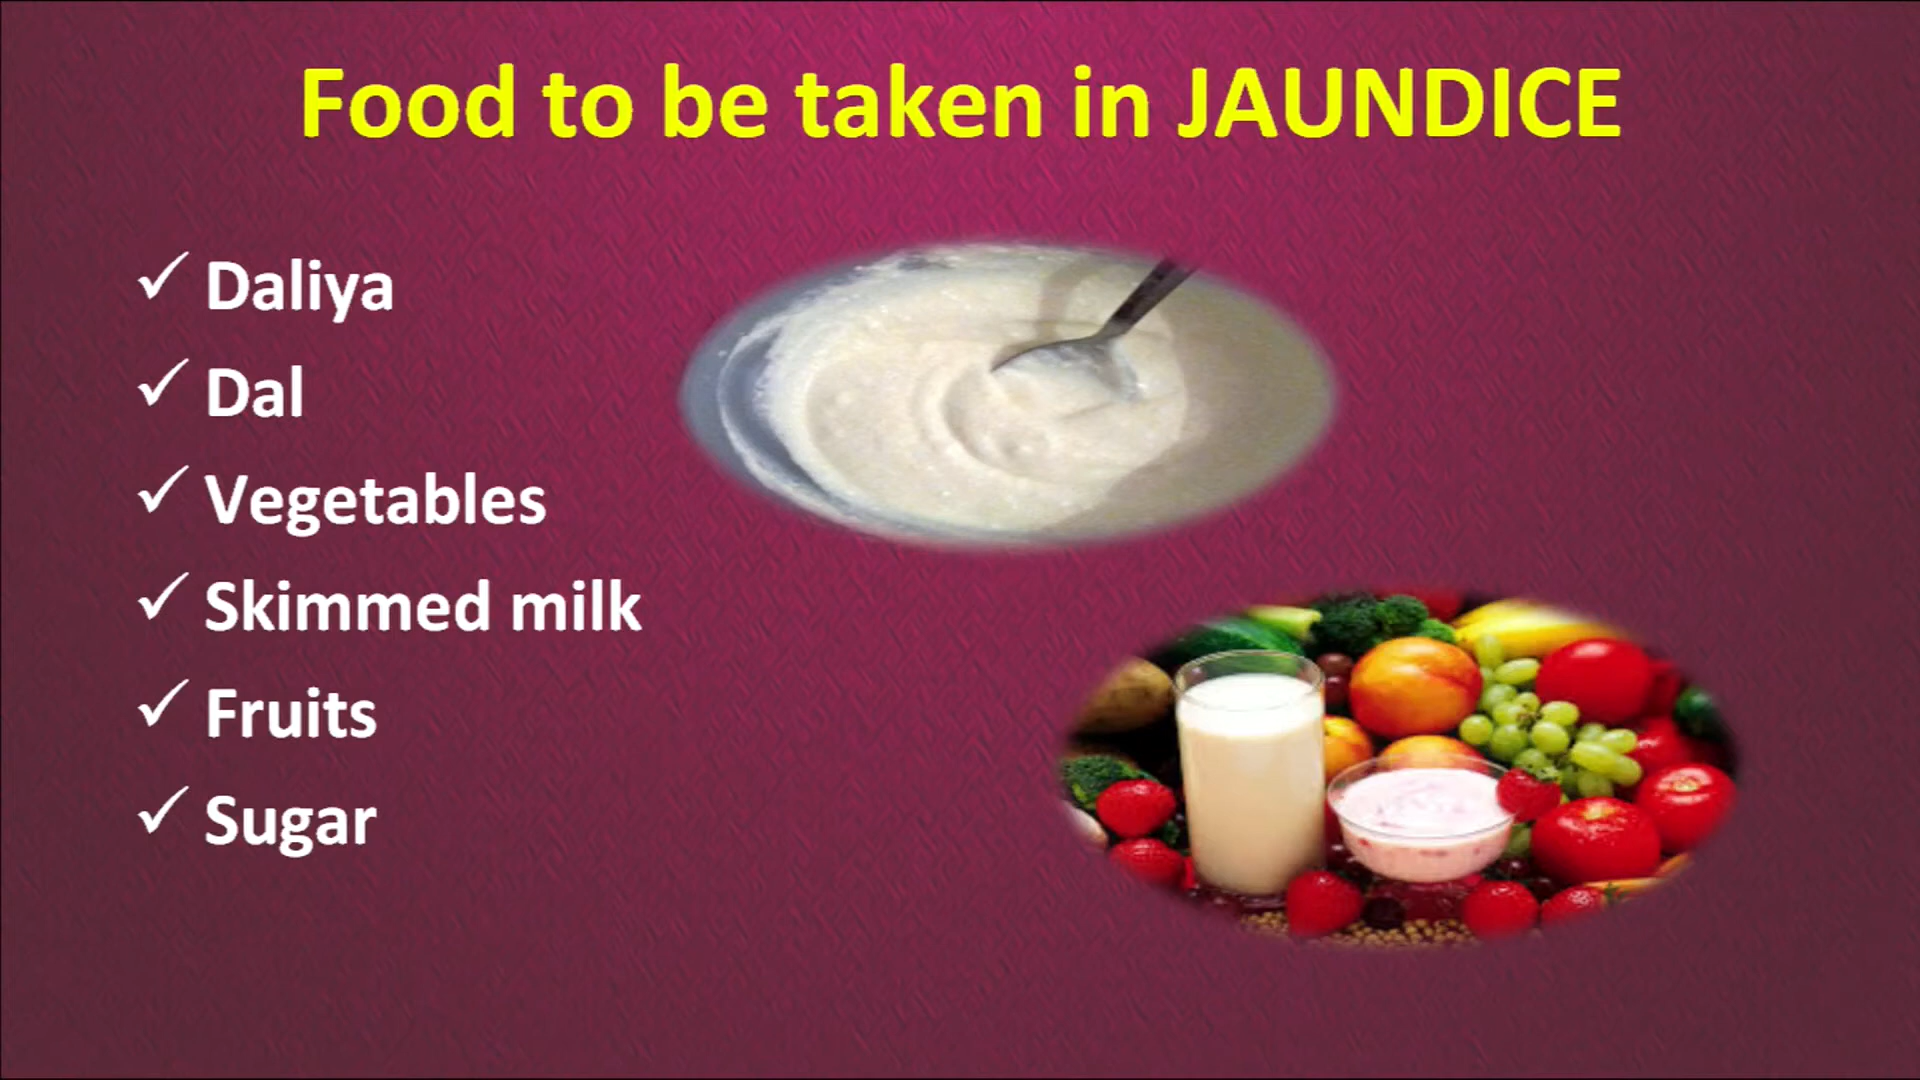 Food to be taken in JAUNDICE
✓ Daliya
✓ Dal
✓ Vegetables
✓ Skimmed milk
✓ Fruits
✓ Sugar